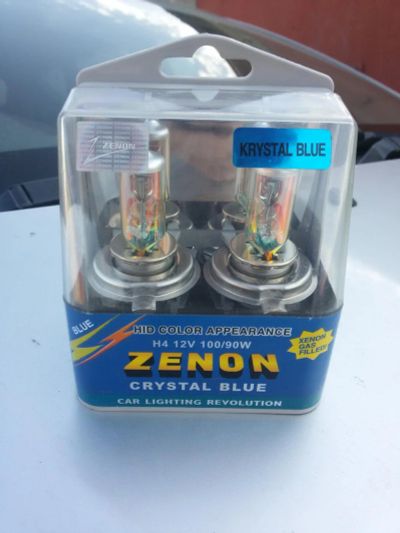 ZENON
KRYSTAL BLUE
BLUE
HID COLOR APPEARANCE
H4 12V 100/90W
XENON
GAS
FILLED!
ZENON
CRYSTAL BLUE
CAR LIGHTING REVOLUTION